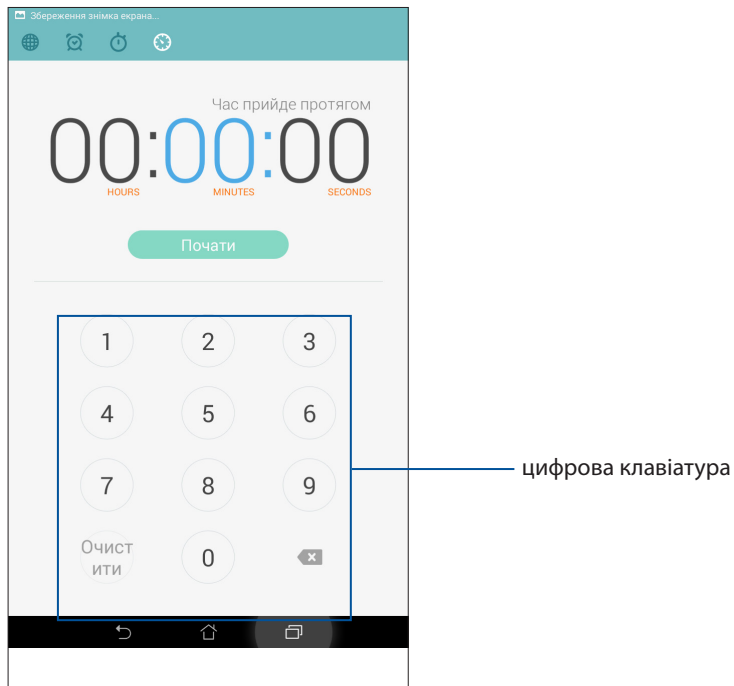 Збереження знімка екрана...
Час прийде протягом
00:00:00
HOURS MINUTES SECONDS
Почати
1 2 3
4 5 6
7 8 9
Очист
ити
0
цифрова клавіатура